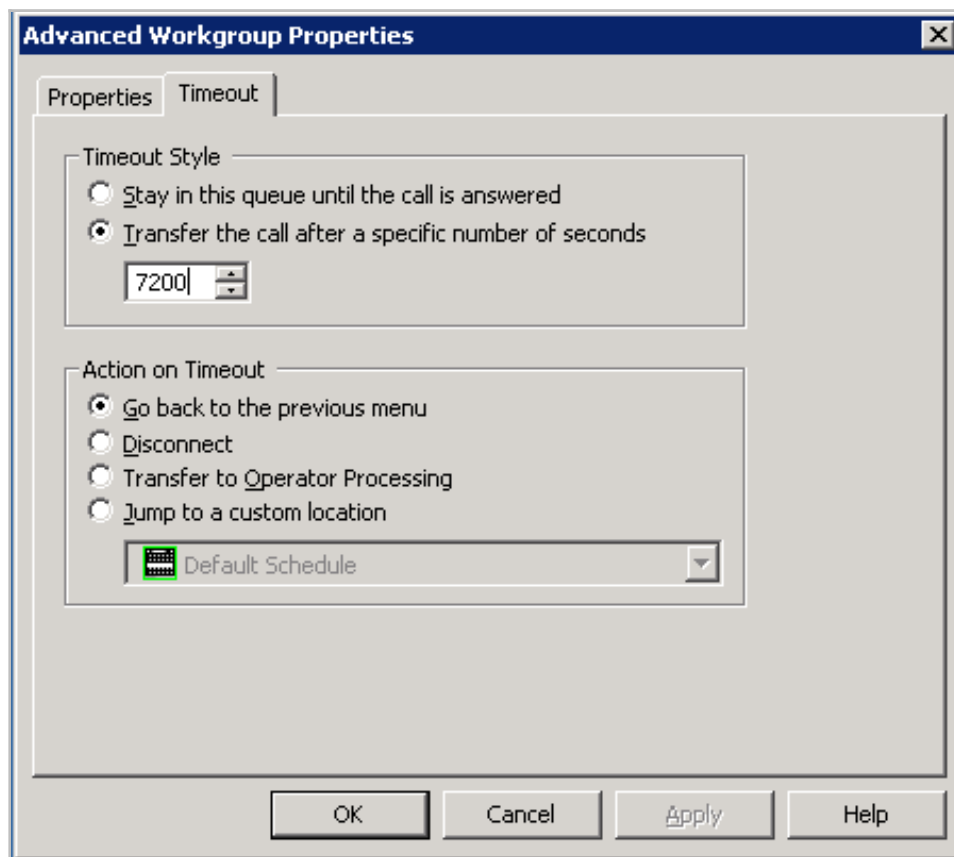 Advanced Workgroup Properties
Properties
Timeout
Timeout Style
Stay in this queue until the call is answered
Transfer the call after a specific number of seconds
7200
Action on Timeout
Go back to the previous menu
Disconnect
Transfer to Operator Processing
Jump to a custom location
Default Schedule
OK
Cancel
Apply
Help